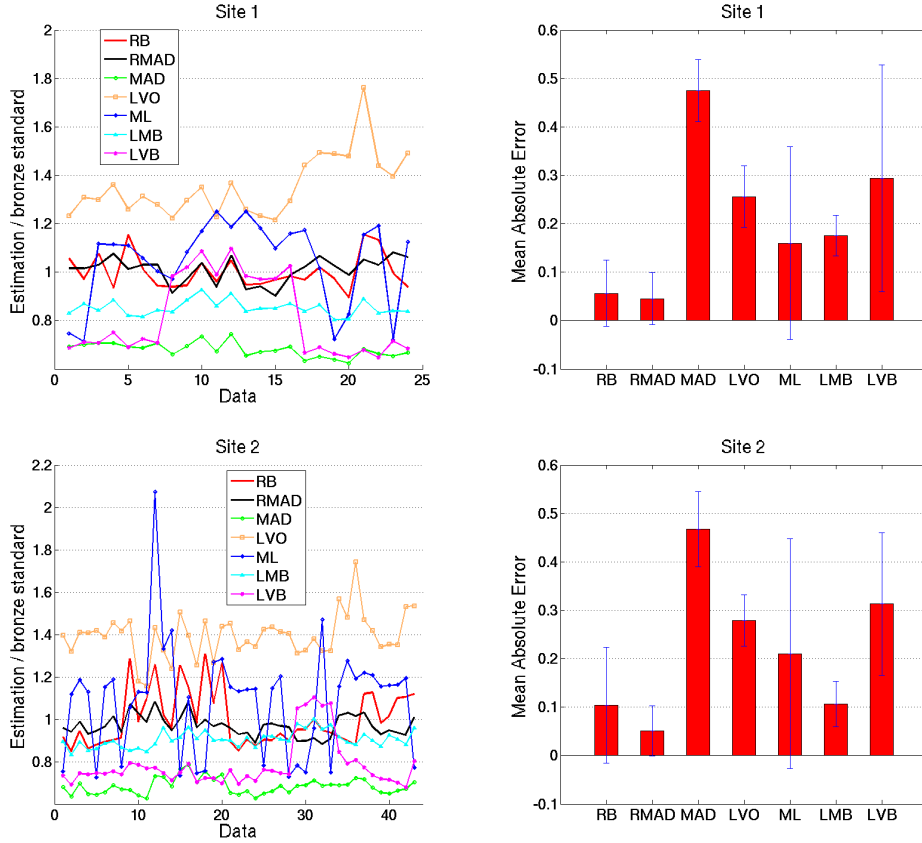 Site 1
2
1.8
1.6
1.4
1.2
1
0.8
Estimation / bronze standard
RB
RMAD
MAD
LVO
ML
LMB
LVB
0 5 10 15 20 25
Data
Site 1
0.6
0.5
0.4
0.3
0.2
0.1
0
-0.1
Mean Absolute Error
RB RMAD MAD LVO ML LMB LVB
Site 2
2.2
2
1.8
1.6
1.4
1.2
1
0.8
Estimation / bronze standard
RB
RMAD
MAD
LVO
ML
LMB
LVB
0 10 20 30 40
Data
Site 2
0.6
0.5
0.4
0.3
0.2
0.1
0
-0.1
Mean Absolute Error
RB RMAD MAD LVO ML LMB LVB